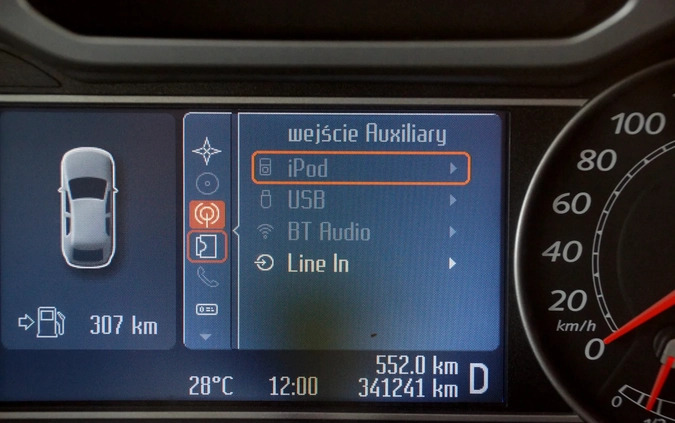 wejście Auxiliary
iPod
USB
BT Audio
Line In
307 km
552.0 km
28°C 12:00 341241 km D
100
80
60
40
20
km/h
0
0